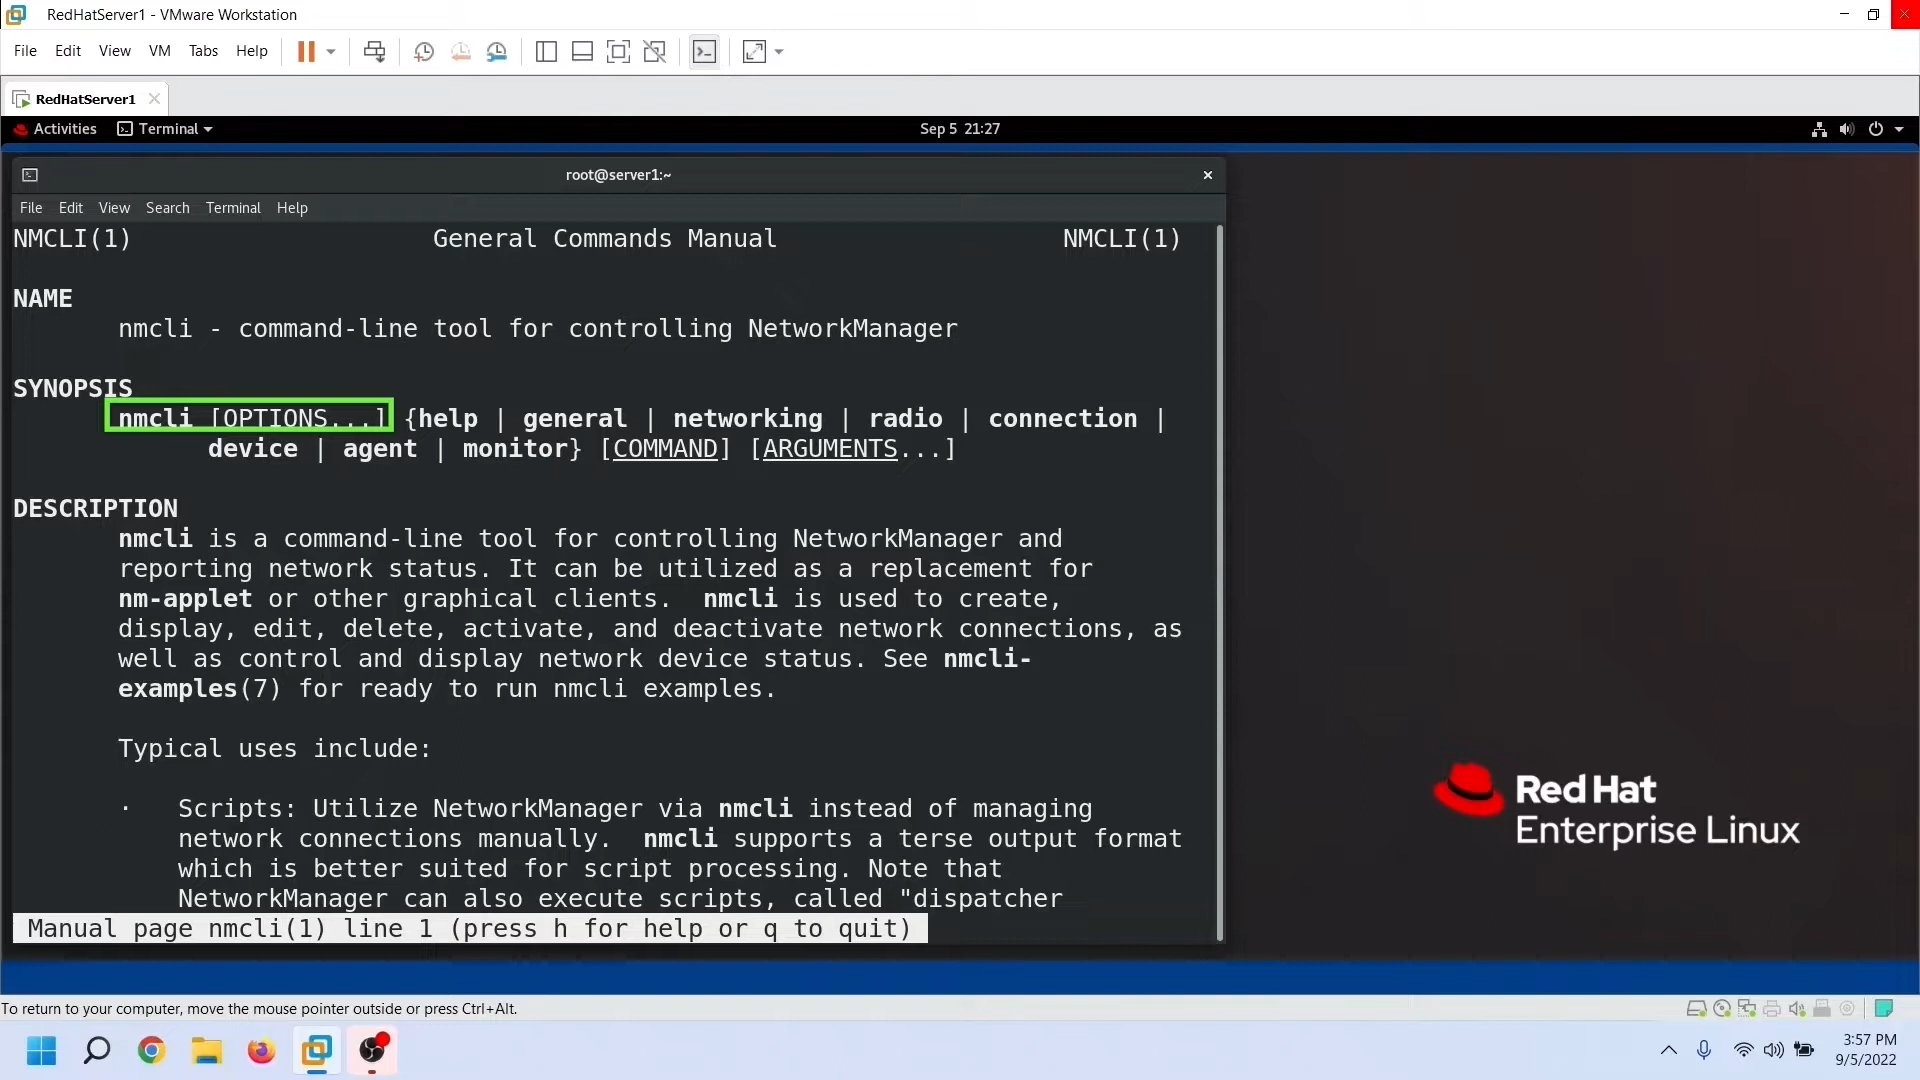 RedHatServer1 - VMware Workstation
File Edit View VM Tabs Help
RedHatServer1
Activities Terminal Sep 5 21:27
root@server1:~
File Edit View Search Terminal Help
NMCLI(1) General Commands Manual NMCLI(1)
NAME
nmcli - command-line tool for controlling NetworkManager
SYNOPSIS
nmcli [OPTIONS...] {help | general | networking | radio | connection |
device | agent | monitor} [COMMAND] [ARGUMENTS...]
DESCRIPTION
nmcli is a command-line tool for controlling NetworkManager and
reporting network status. It can be utilized as a replacement for
nm-applet or other graphical clients. nmcli is used to create,
display, edit, delete, activate, and deactivate network connections, as
well as control and display network device status. See nmcli-
examples(7) for ready to run nmcli examples.
Typical uses include:
· Scripts: Utilize NetworkManager via nmcli instead of managing
network connections manually. nmcli supports a terse output format
which is better suited for script processing. Note that
NetworkManager can also execute scripts, called "dispatcher
Manual page nmcli(1) line 1 (press h for help or q to quit)
Red Hat
Enterprise Linux
To return to your computer, move the mouse pointer outside or press Ctrl+Alt.
3:57 PM
9/5/2022